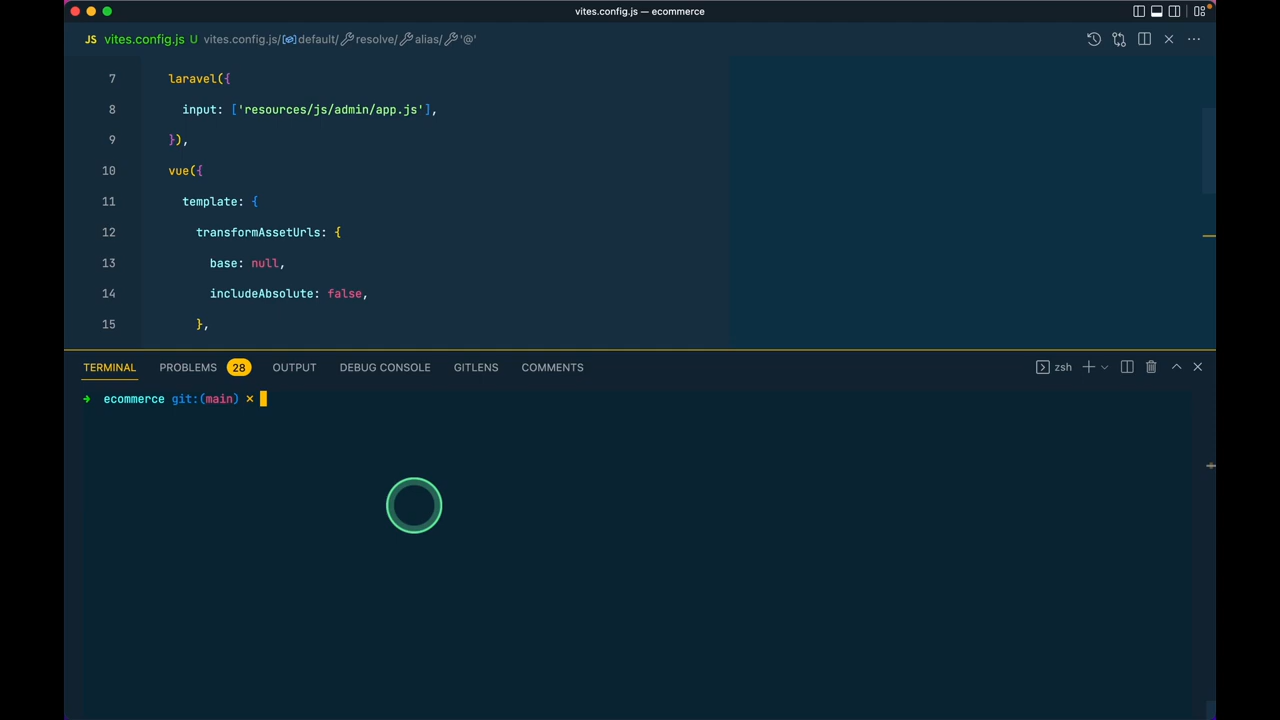 vites.config.js — ecommerce
JS vites.config.js U vites.config.js/default/resolve/alias/'@'
7 laravel({
8 input: ['resources/js/admin/app.js'],
9 }),
10 vue({
11 template: {
12 transformAssetUrls: {
13 base: null,
14 includeAbsolute: false,
15 },
TERMINAL PROBLEMS 28 OUTPUT DEBUG CONSOLE GITLENS COMMENTS zsh
➜ ecommerce git:(main) ✗